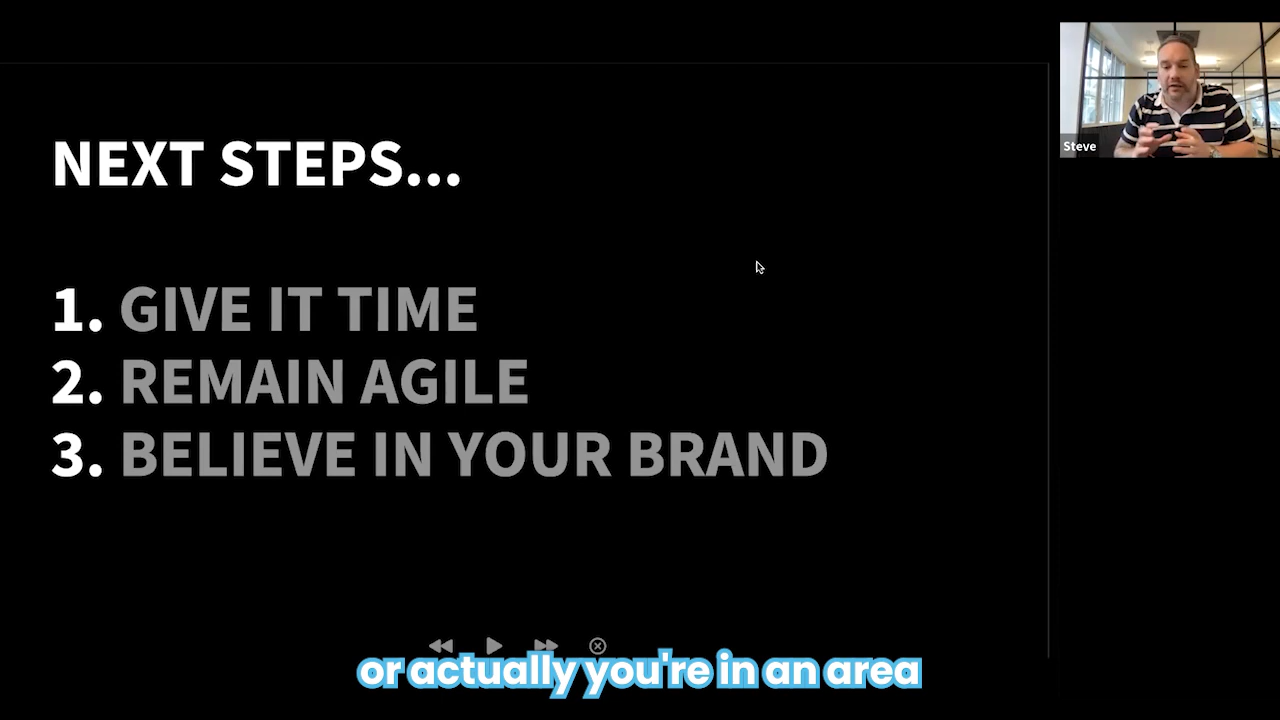 NEXT STEPS...
1. GIVE IT TIME
2. REMAIN AGILE
3. BELIEVE IN YOUR BRAND
Steve
or actually you're in an area